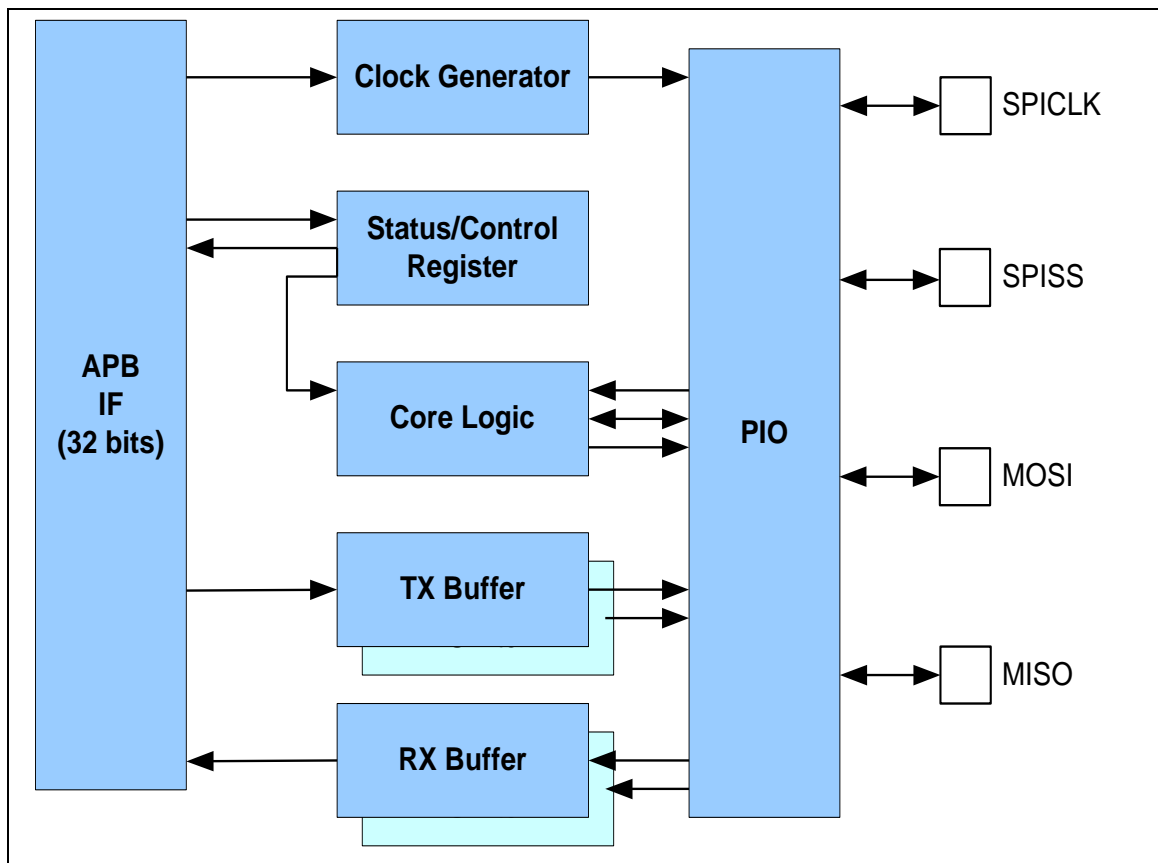 Clock Generator
SPICLK
Status/Control
Register
SPISS
APB
IF
(32 bits)
Core Logic
PIO
MOSI
TX Buffer
MISO
RX Buffer